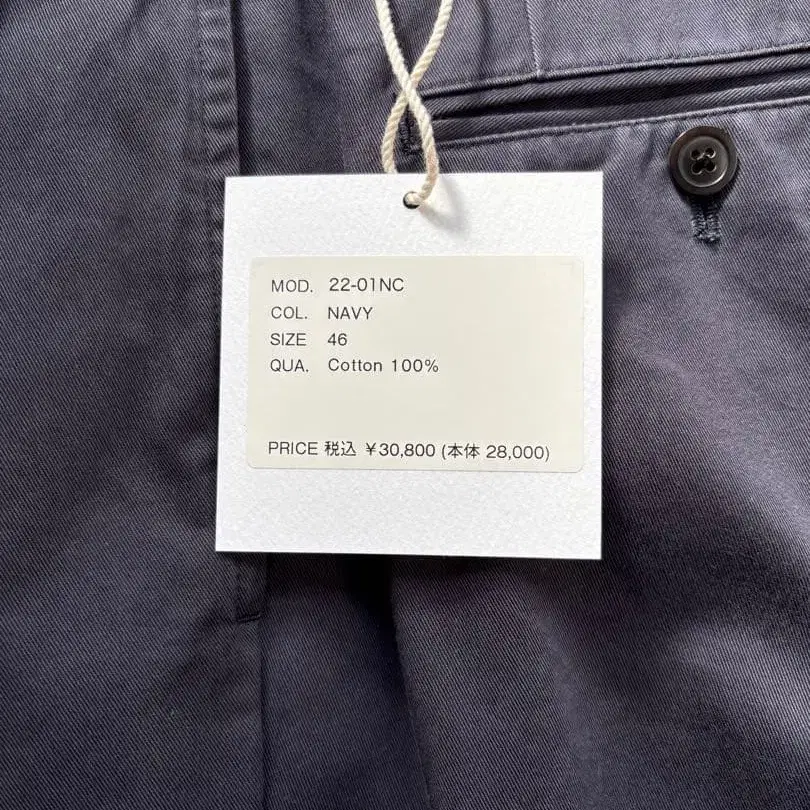 MOD. 22-01NC
COL. NAVY
SIZE 46
QUA. Cotton 100%
PRICE 税込 ￥30,800 (本体 28,000)